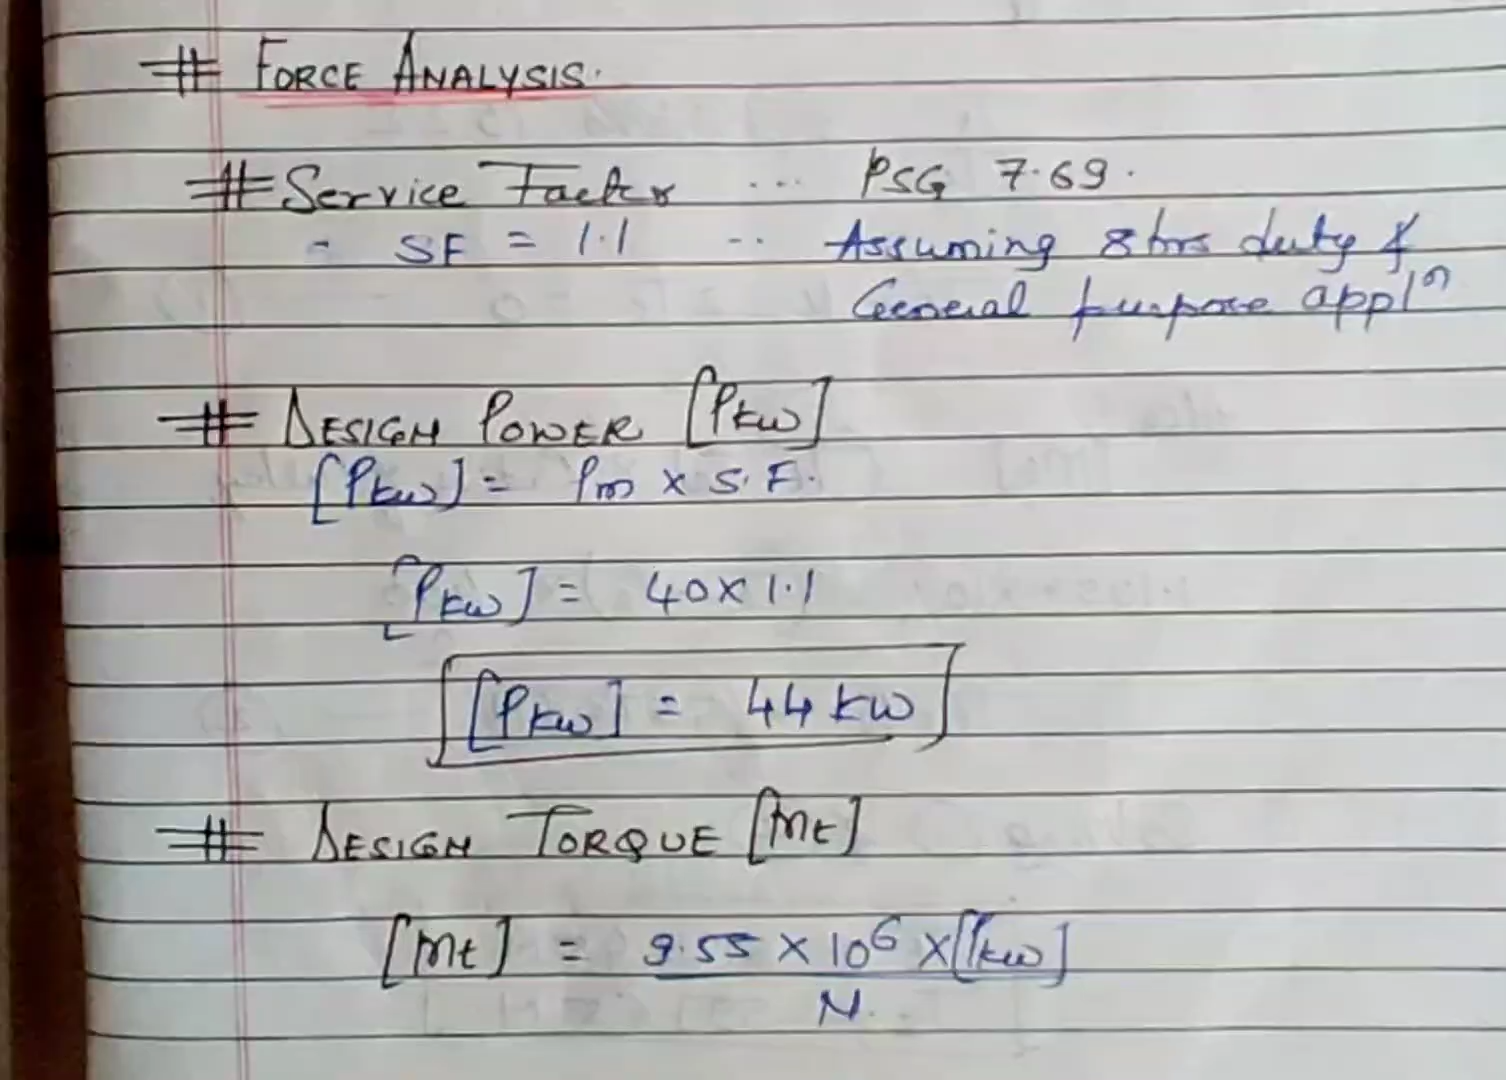 # FORCE ANALYSIS.
# Service Factor ... PSG 7.69.
- SF = 1.1 .. Assuming 8 hrs duty &
General purpose appl^n
# DESIGN POWER [Pkw]
[Pkw] = Pm x S.F.
[Pkw] = 40 x 1.1
[Pkw] = 44 kw
# DESIGN TORQUE [Mt]
[Mt] = 9.55 x 10^6 x [Pkw]
N.